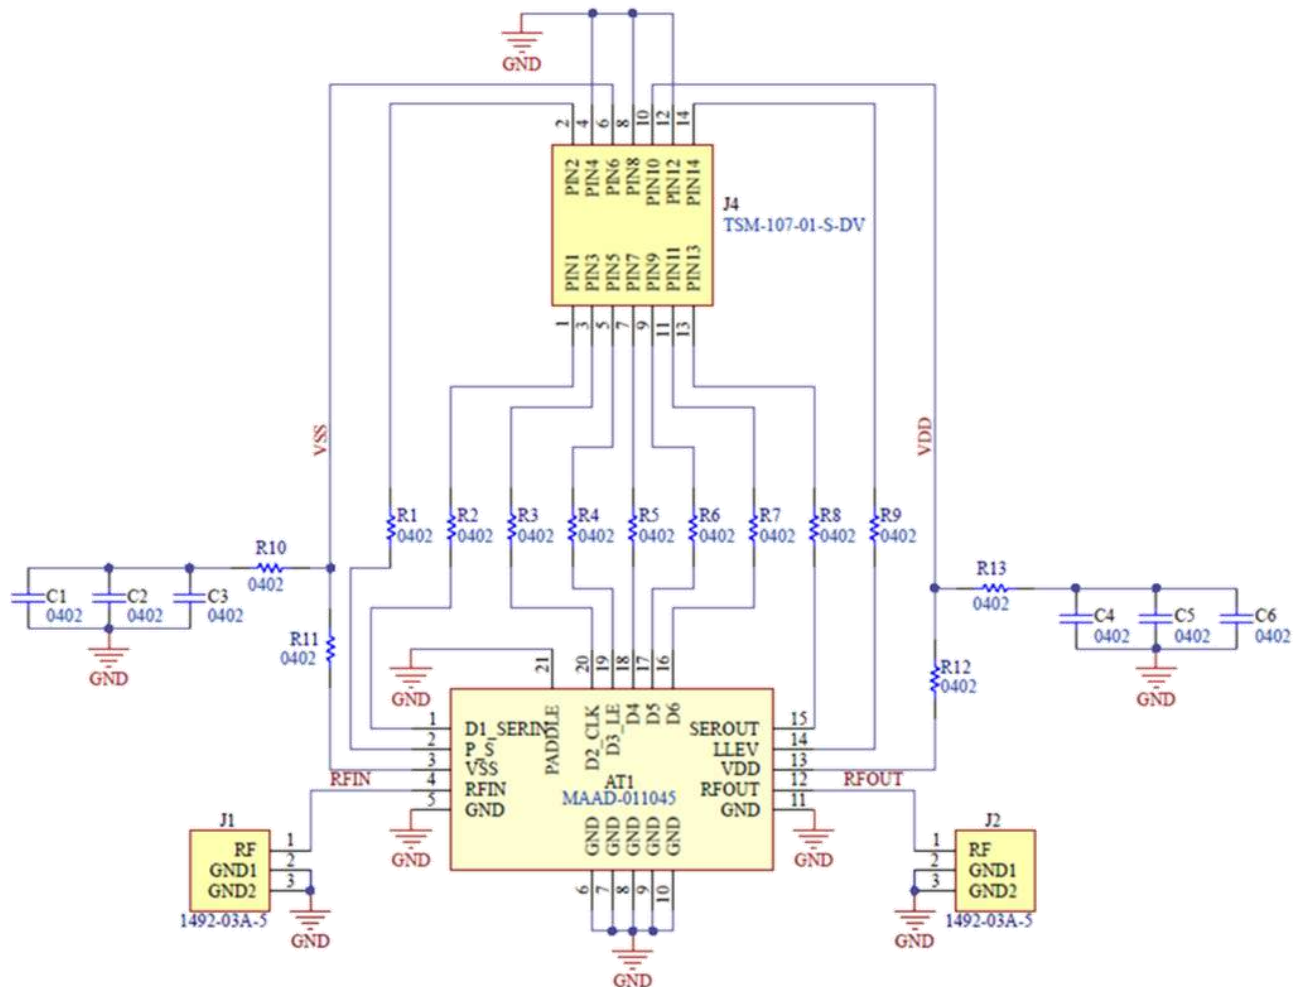 GND
2 4 6 8 10 12 14
PIN2 PIN4 PIN6 PIN8 PIN10 PIN12 PIN14
J4
TSM-107-01-S-DV
PIN1 PIN3 PIN5 PIN7 PIN9 PIN11 PIN13
1 3 5 7 9 11 13
VSS
VDD
R1 R2 R3 R4 R5 R6 R7 R8 R9
0402 0402 0402 0402 0402 0402 0402 0402 0402
R10
0402
R13
0402
C1 C2 C3
0402 0402 0402
C4 C5 C6
0402 0402 0402
R11
0402
R12
0402
GND
GND
GND
21 20 19 18 17 16
PADDLE D2_CLK D3_LE D4 D5 D6
1 D1_SERIN SEROUT 15
2 P_S LLEV 14
3 VSS VDD 13
RFIN RFOUT
4 RFIN RFOUT 12
5 GND GND 11
AT1
MAAD-011045
GND GND GND GND GND
GND
GND
6 7 8 9 10
J1
RF 1
GND1 2
GND2 3
1492-03A-5
GND
J2
1 RF
2 GND1
3 GND2
1492-03A-5
GND
GND